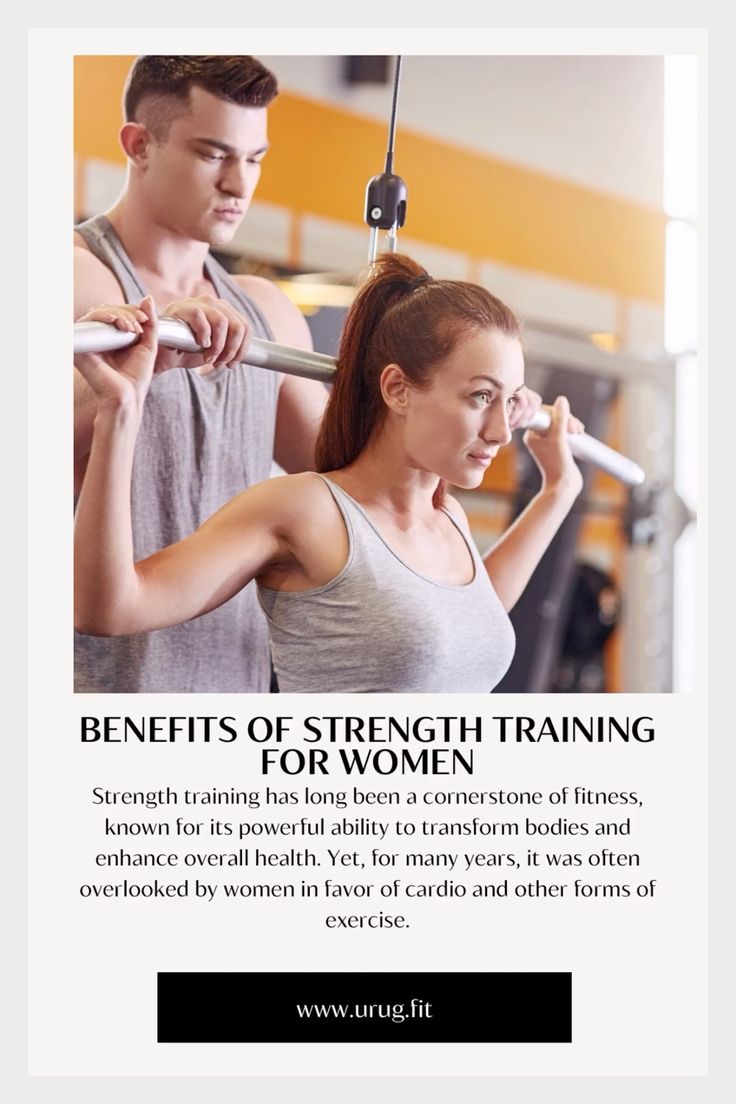 BENEFITS OF STRENGTH TRAINING
FOR WOMEN
Strength training has long been a cornerstone of fitness,
known for its powerful ability to transform bodies and
enhance overall health. Yet, for many years, it was often
overlooked by women in favor of cardio and other forms of
exercise.
www.urug.fit